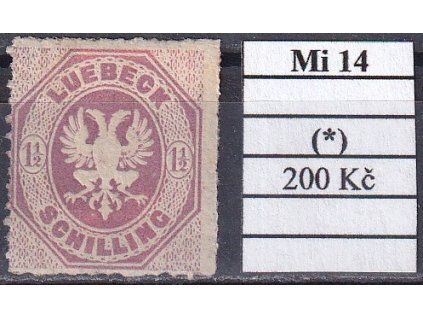 LUEBECK
1½ 1½
SCHILLING
Mi 14
(*)
200 Kč